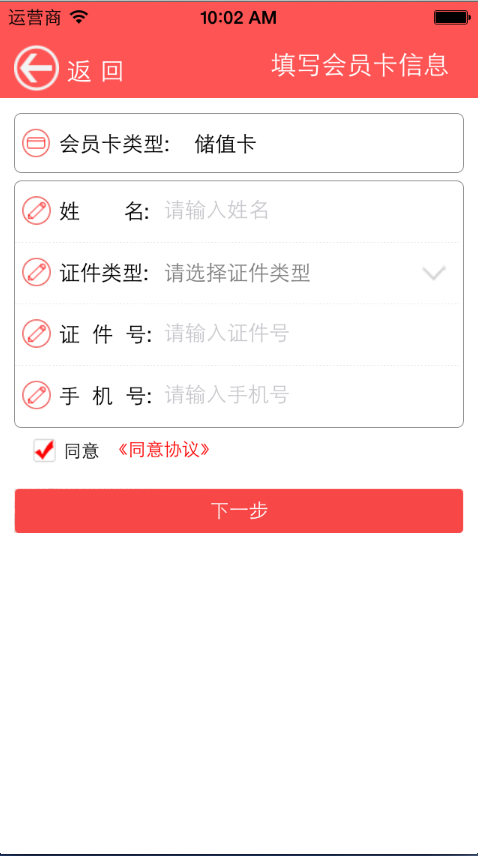 运营商 10:02 AM
返 回 填写会员卡信息
会员卡类型: 储值卡
姓 名: 请输入姓名
证件类型: 请选择证件类型
证 件 号: 请输入证件号
手 机 号: 请输入手机号
同意 《同意协议》
下一步